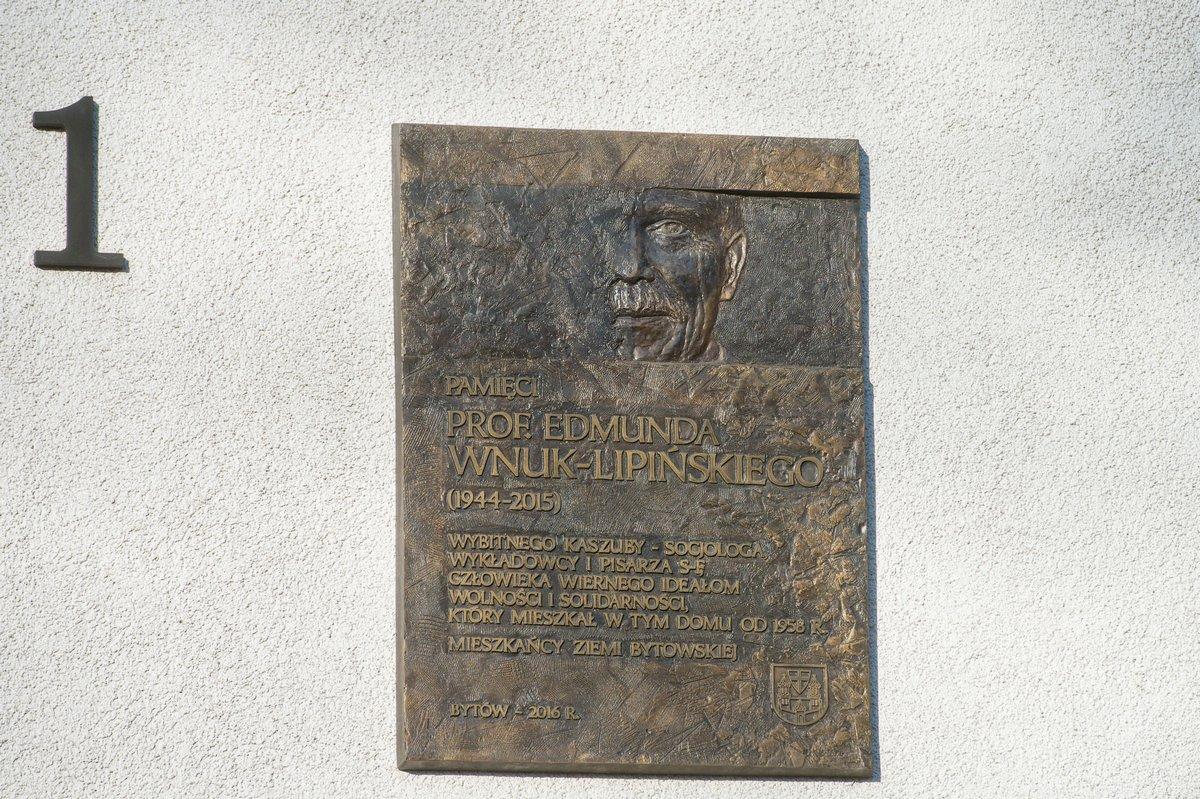 1
PAMIĘCI
PROF. EDMUNDA
WNUK-LIPIŃSKIEGO
(1944-2015)
WYBITNEGO KASZUBY - SOCJOLOGA
WYKŁADOWCY I PISARZA S-F,
CZŁOWIEKA WIERNEGO IDEAŁOM
WOLNOŚCI I SOLIDARNOŚCI,
KTÓRY MIESZKAŁ W TYM DOMU OD 1958 R.
MIESZKAŃCY ZIEMI BYTOWSKIEJ
BYTÓW - 2016 R.